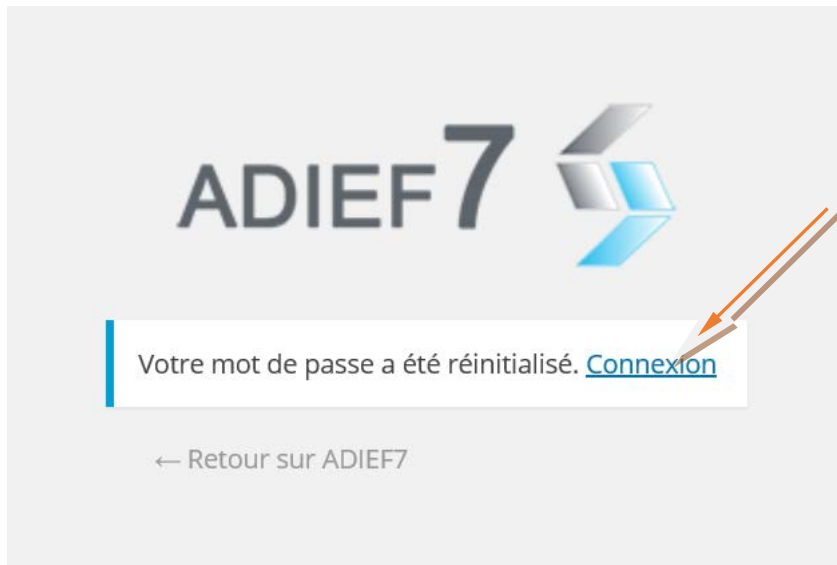 ADIEF7
Votre mot de passe a été réinitialisé. Connexion
← Retour sur ADIEF7